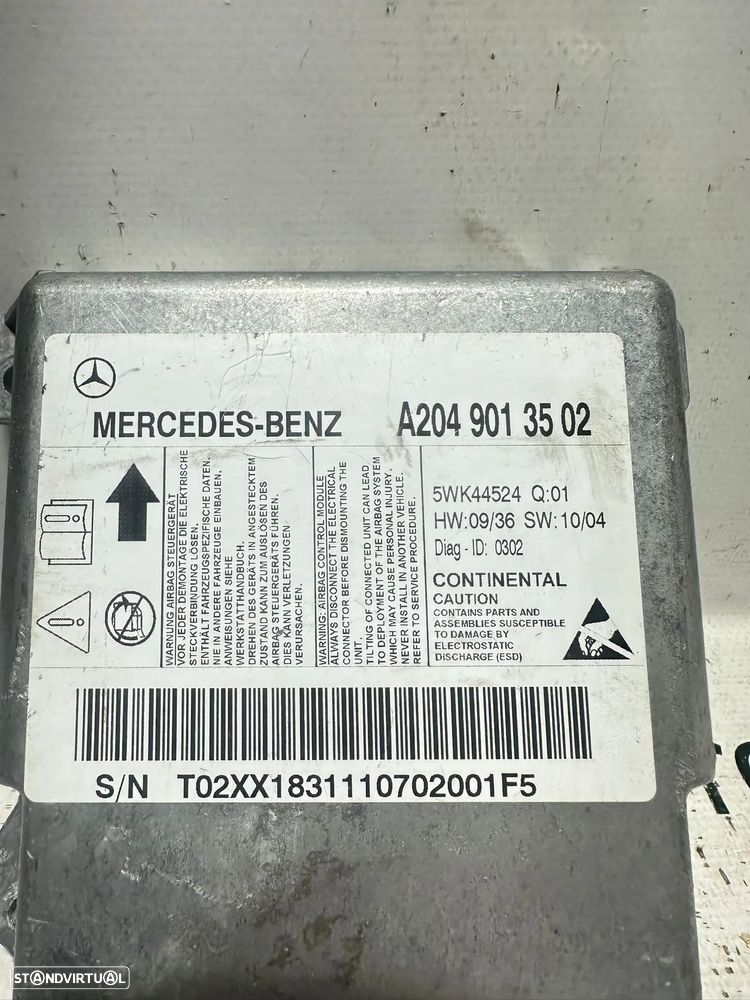 MERCEDES-BENZ A204 901 35 02
WARNUNG AIRBAG STEUERGERÄT
VOR JEDER DEMONTAGE DIE ELEKTRISCHE
STECKVERBINDUNG LÖSEN.
ENTHÄLT FAHRZEUGSPEZIFISCHE DATEN.
NIE IN ANDERE FAHRZEUGE EINBAUEN.
ANWEISUNGEN SIEHE
WERKSTATTHANDBUCH.
DREHEN DES GERÄTS IN ANGESTECKTEM
ZUSTAND KANN ZUM AUSLÖSEN DES
AIRBAG STEUERGERÄTS FÜHREN.
DIES KANN VERLETZUNGEN
VERURSACHEN.
WARNING: AIRBAG CONTROL MODULE
ALWAYS DISCONNECT THE ELECTRICAL
CONNECTOR BEFORE DISMOUNTING THE
UNIT.
TILTING OF CONNECTED UNIT CAN LEAD
TO DEPLOYMENT OF THE AIRBAG SYSTEM
WHICH MAY CAUSE PERSONAL INJURY.
NEVER INSTALL IN ANOTHER VEHICLE.
REFER TO SERVICE PROCEDURE.
5WK44524 Q:01
HW:09/36 SW:10/04
Diag - ID: 0302
CONTINENTAL
CAUTION
CONTAINS PARTS AND
ASSEMBLIES SUSCEPTIBLE
TO DAMAGE BY
ELECTROSTATIC
DISCHARGE (ESD)
S/N T02XX1831110702001F5
STANDVIRTUAL